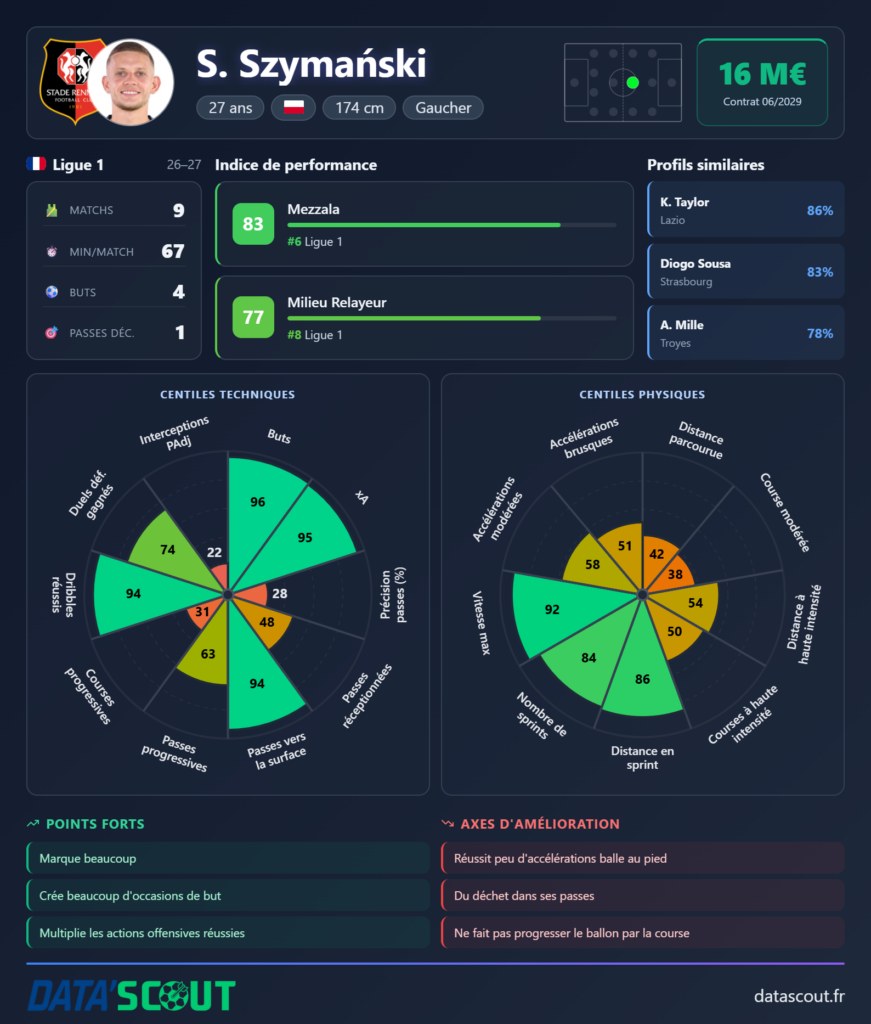 STADE RENNAIS
FOOTBALL CLUB
1901
S. Szymański
27 ans
174 cm
Gaucher
16 M€
Contrat 06/2029
Ligue 1
26–27
MATCHS
9
MIN/MATCH
67
BUTS
4
PASSES DÉC.
1
Indice de performance
83
Mezzala
#6 Ligue 1
77
Milieu Relayeur
#8 Ligue 1
Profils similaires
K. Taylor
Lazio
86%
Diogo Sousa
Strasbourg
83%
A. Mille
Troyes
78%
CENTILES TECHNIQUES
Buts
96
xA
95
Précision
passes (%)
28
Passes
réceptionnées
48
Passes vers
la surface
94
Passes
progressives
63
Courses
progressives
31
Dribbles
réussis
94
Duels déf.
gagnés
74
Interceptions
PAdj
22
CENTILES PHYSIQUES
Distance
parcourue
42
Course modérée
38
Distance à
haute intensité
54
Courses à haute
intensité
50
Distance en
sprint
86
Nombre de
sprints
84
Vitesse max
92
Accélérations
modérées
58
Accélérations
brusques
51
POINTS FORTS
Marque beaucoup
Crée beaucoup d'occasions de but
Multiplie les actions offensives réussies
AXES D'AMÉLIORATION
Réussit peu d'accélérations balle au pied
Du déchet dans ses passes
Ne fait pas progresser le ballon par la course
DATA'SCOUT
datascout.fr